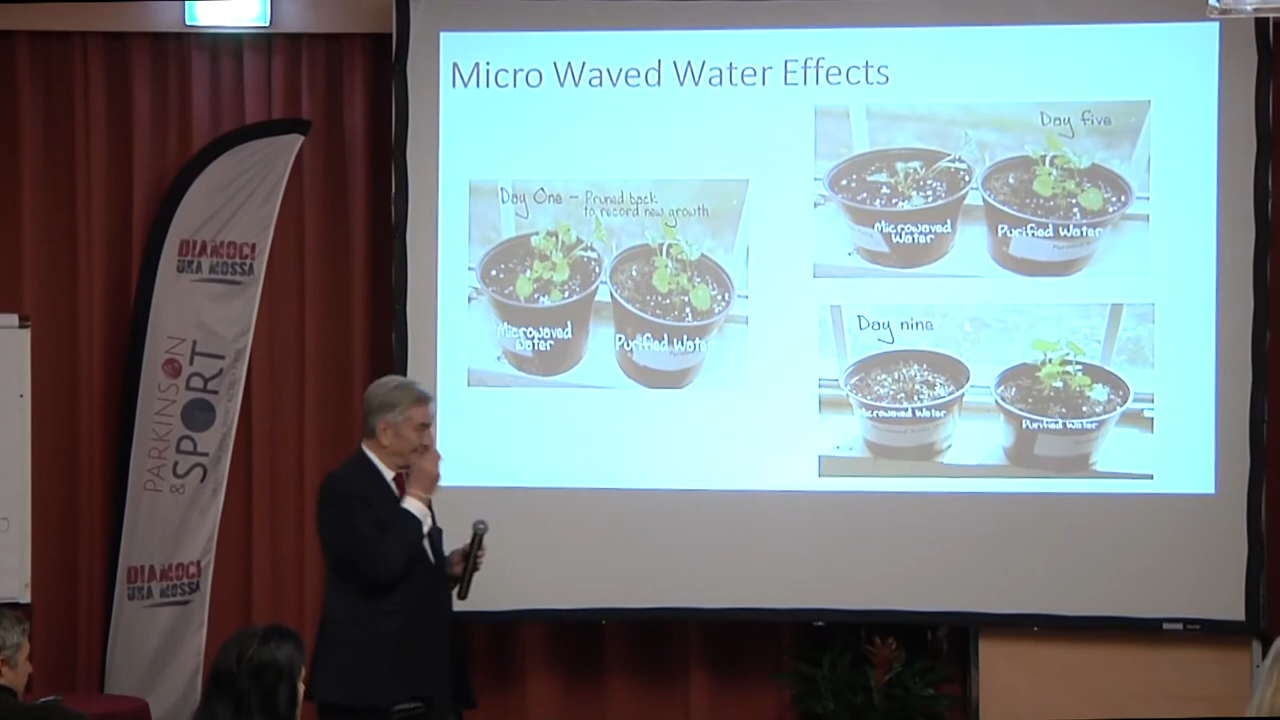 Micro Waved Water Effects
Day One - Pruned back
to record new growth
Microwaved
Water
Purified Water
Day five
Microwaved
Water
Purified Water
Day nine
Microwaved Water
Purified Water
DIAMOCI
UNA MOSSA
PARKINSON
& SPORT
DIAMOCI
UNA MOSSA